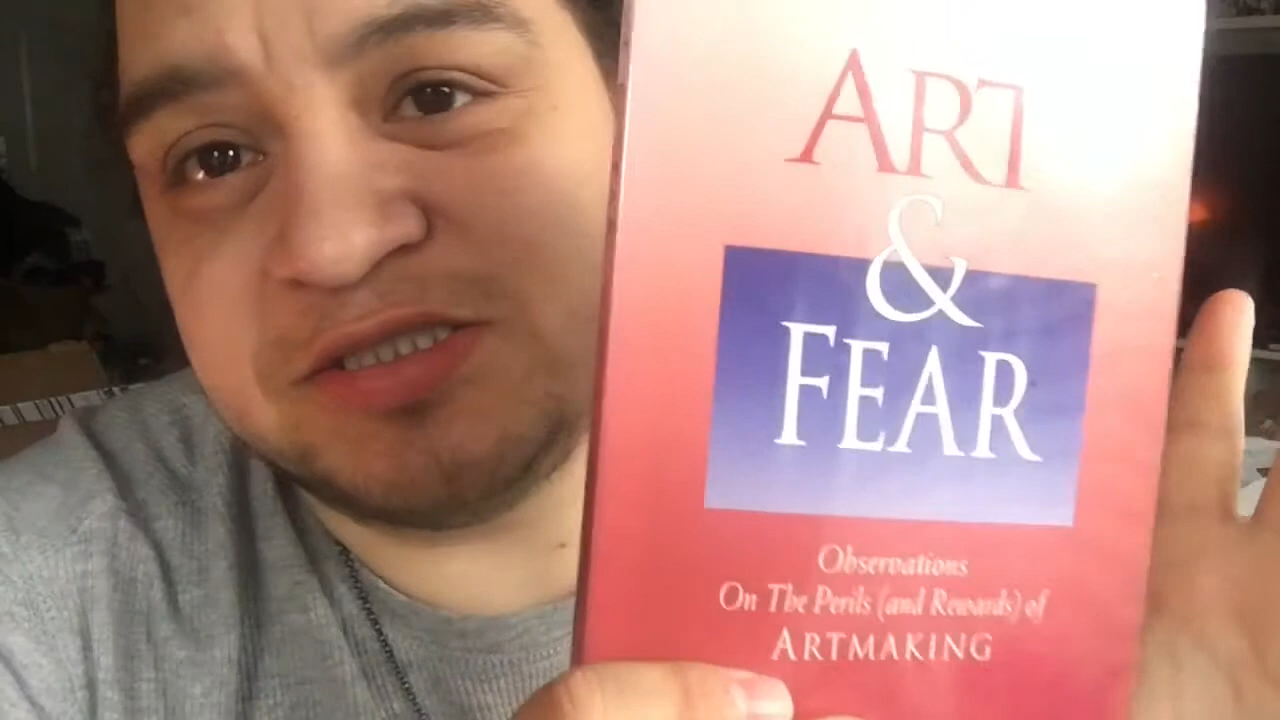 ART
&
FEAR
Observations
On The Perils (and Rewards) of
ARTMAKING